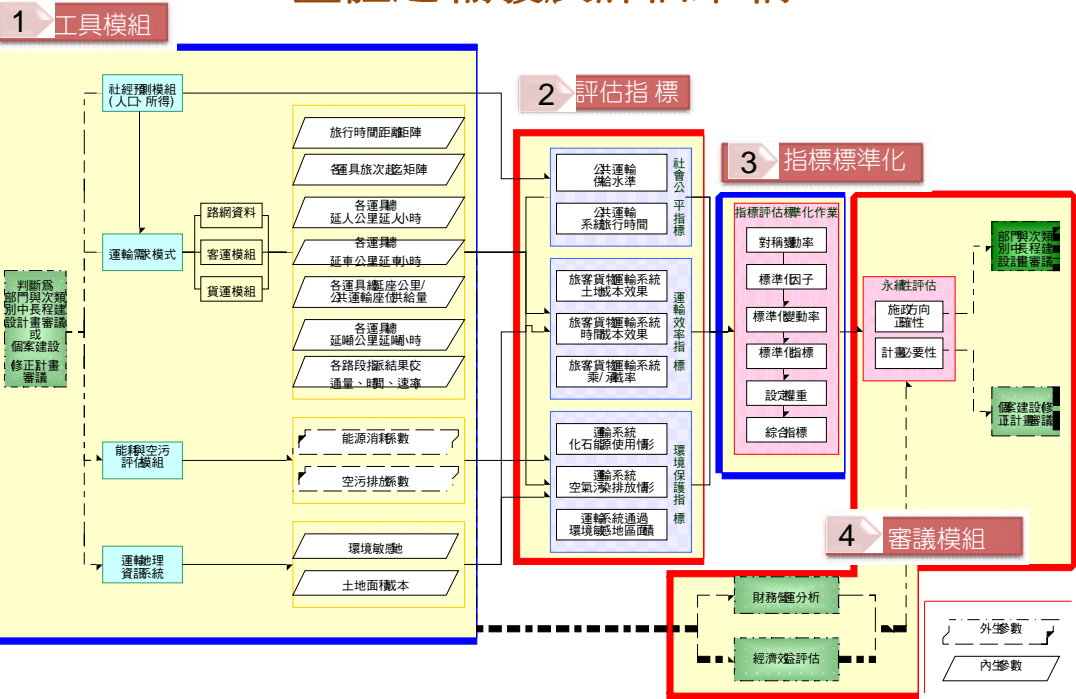 1 工具模組
社經預測模組
(人口、所得)
運輸需求模式
路網資料
客運模組
貨運模組
判斷為
部門與次類
別中長程建
設計畫審議
或
個案建設
修正計畫
審議
能耗與空污
評估模組
運輸地理
資訊系統
旅行時間距離矩陣
各運具旅次起迄矩陣
各運具總
延人公里延人小時
各運具總
延車公里延車小時
各運具總延座公里/
公共運輸座位供給量
各運具總
延噸公里延噸小時
各路段指派結果(交
通量、時間、速率
能源消耗係數
空污排放係數
環境敏感地
土地面積成本
2 評估指標
公共運輸
供給水準
公共運輸
系統旅行時間
社會公平指標
旅客貨物運輸系統
土地成本效果
旅客貨物運輸系統
時間成本效果
旅客貨物運輸系統
乘/承載率
運輸效率指標
運輸系統
化石能源使用情形
運輸系統
空氣污染排放情形
運輸系統通過
環境敏感地區面積
環境保護指標
3 指標標準化
指標評估標準化作業
對稱變動率
標準化因子
標準化變動率
標準化指標
設定權重
綜合指標
永續性評估
施政方向
正確性
計畫必要性
部門與次類
別中長程建
設計畫審議
個案建設修
正計畫審議
4 審議模組
財務營運分析
經濟效益評估
外生參數
內生參數